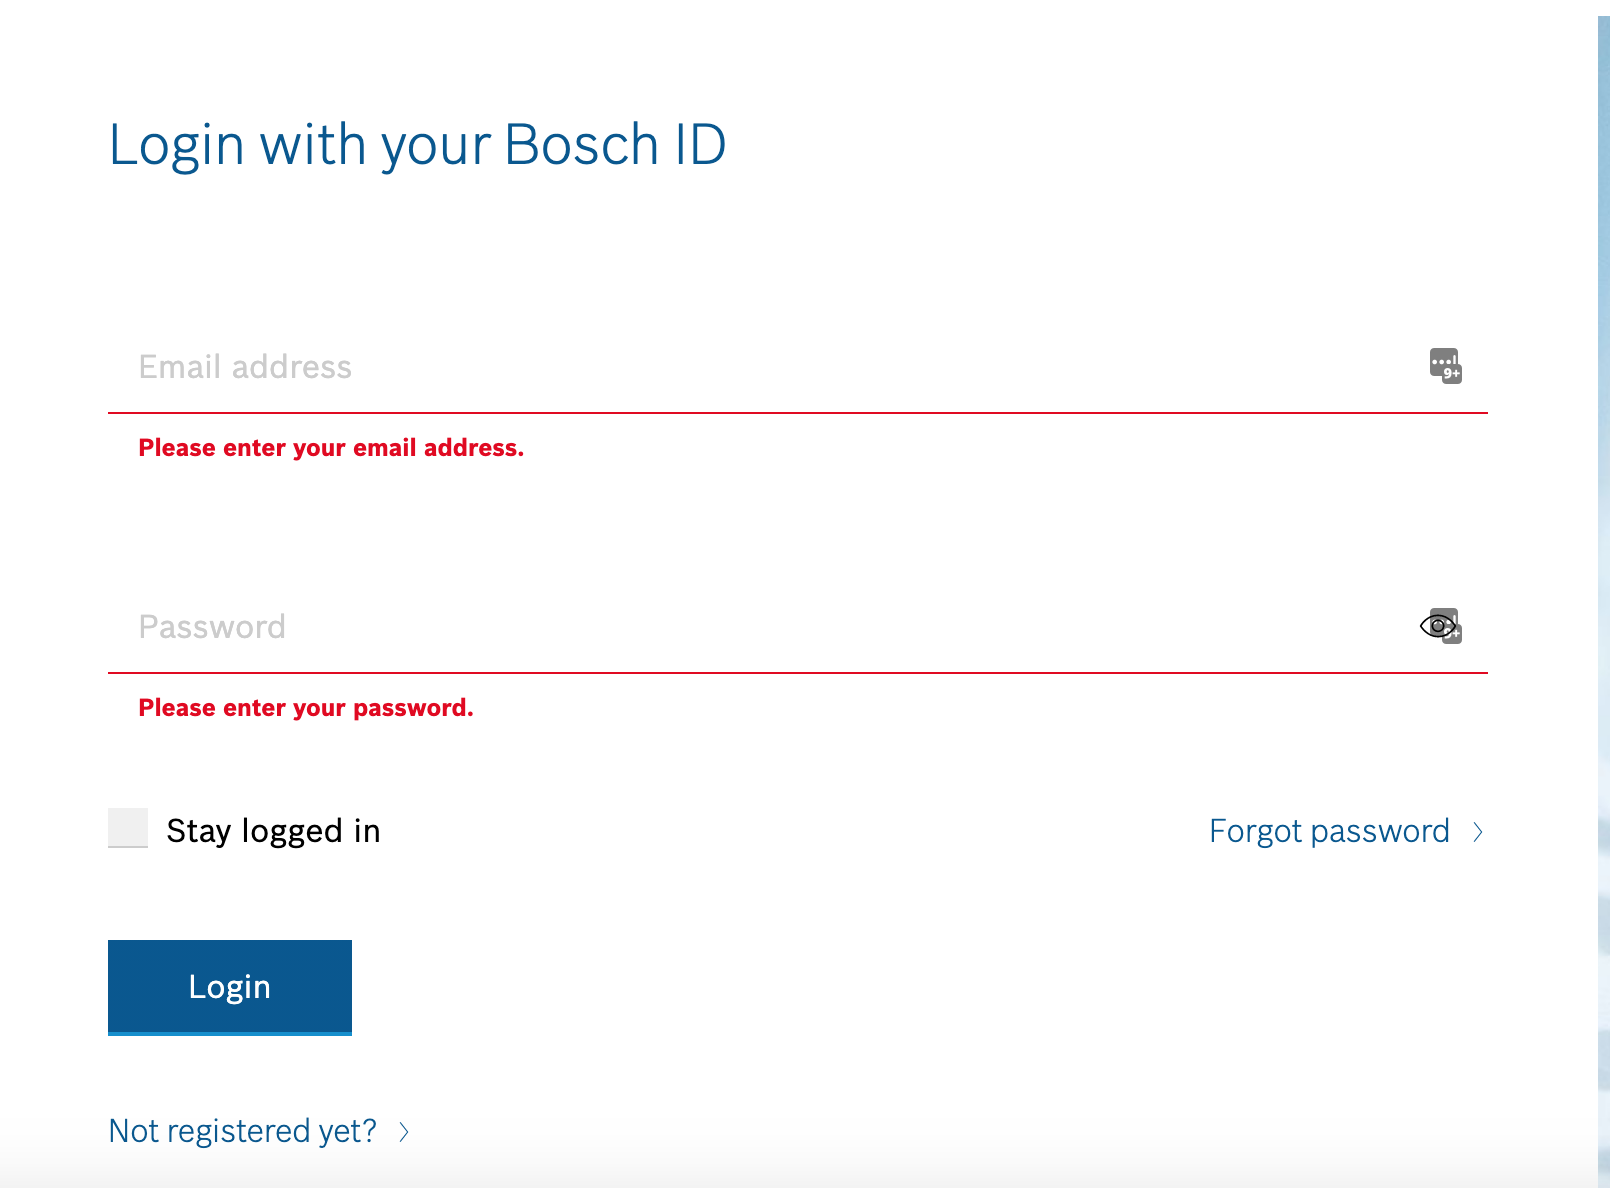 Login with your Bosch ID
Email address
9+
Please enter your email address.
Password
Please enter your password.
Stay logged in
Forgot password
Login
Not registered yet?